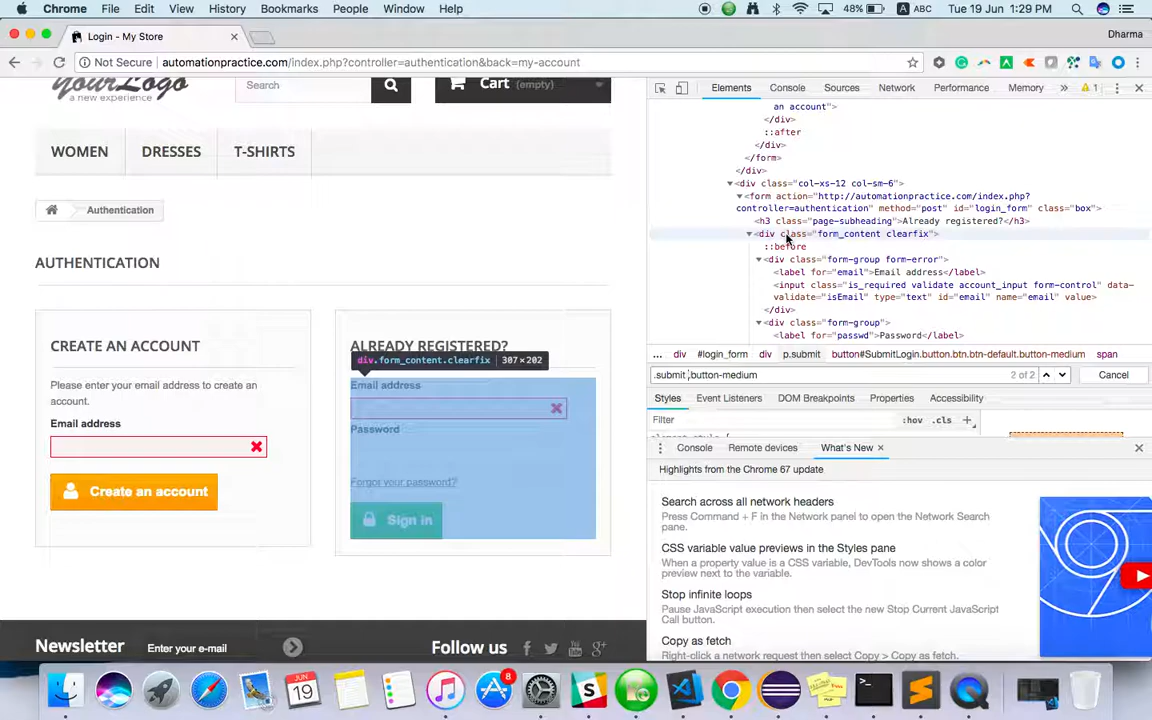 Chrome File Edit View History Bookmarks People Window Help 48% A ABC Tue 19 Jun 1:29 PM
Login - My Store Dharma
Not Secure automationpractice.com/index.php?controller=authentication&back=my-account
yourLogo
a new experience
Search
Cart (empty)
WOMEN DRESSES T-SHIRTS
Authentication
AUTHENTICATION
CREATE AN ACCOUNT
Please enter your email address to create an
account.
Email address
Create an account
ALREADY REGISTERED?
div.form_content.clearfix 307×202
Email address
Password
Forgot your password?
Sign in
Newsletter Enter your e-mail Follow us
Elements Console Sources Network Performance Memory » 1
an account">
</div>
::after
</div>
</form>
</div>
<div class="col-xs-12 col-sm-6">
<form action="http://automationpractice.com/index.php?
controller=authentication" method="post" id="login_form" class="box">
<h3 class="page-subheading">Already registered?</h3>
<div class="form_content clearfix">
::before
<div class="form-group form-error">
<label for="email">Email address</label>
<input class="is_required validate account_input form-control" data-
validate="isEmail" type="text" id="email" name="email" value>
</div>
<div class="form-group">
<label for="passwd">Password</label>
... div #login_form div p.submit button#SubmitLogin.button.btn.btn-default.button-medium span
.submit .button-medium 2 of 2 Cancel
Styles Event Listeners DOM Breakpoints Properties Accessibility
Filter :hov .cls +
Console Remote devices What's New ×
Highlights from the Chrome 67 update
Search across all network headers
Press Command + F in the Network panel to open the Network Search
pane.
CSS variable value previews in the Styles pane
When a property value is a CSS variable, DevTools now shows a color
preview next to the variable.
Stop infinite loops
Pause JavaScript execution then select the new Stop Current JavaScript
Call button.
Copy as fetch
Right-click a network request then select Copy > Copy as fetch.
JUN
19
8